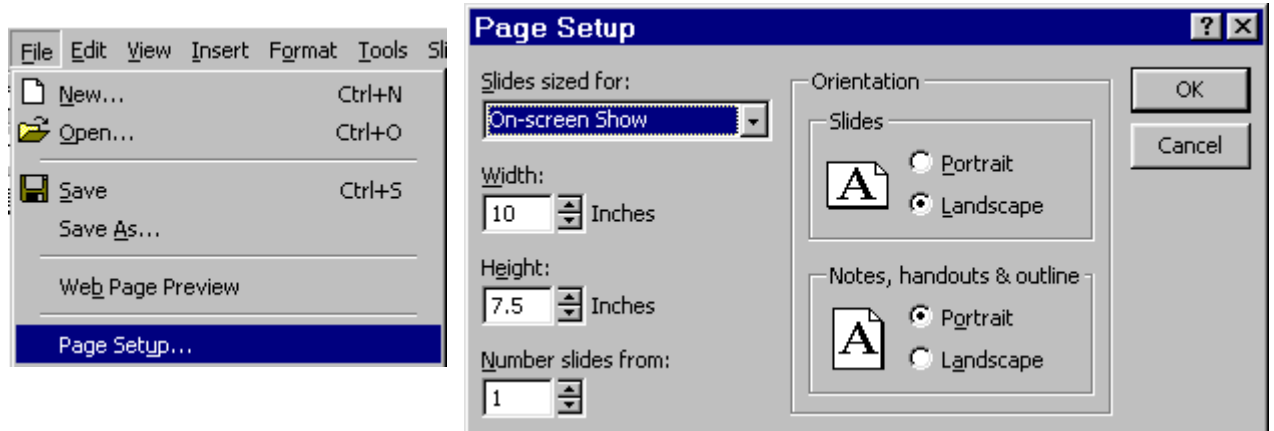 File Edit View Insert Format Tools Sli
New... Ctrl+N
Open... Ctrl+O
Save Ctrl+S
Save As...
Web Page Preview
Page Setup...
Page Setup
Slides sized for:
On-screen Show
Width:
10 Inches
Height:
7.5 Inches
Number slides from:
1
Orientation
Slides
A
Portrait
Landscape
Notes, handouts & outline
A
Portrait
Landscape
OK
Cancel